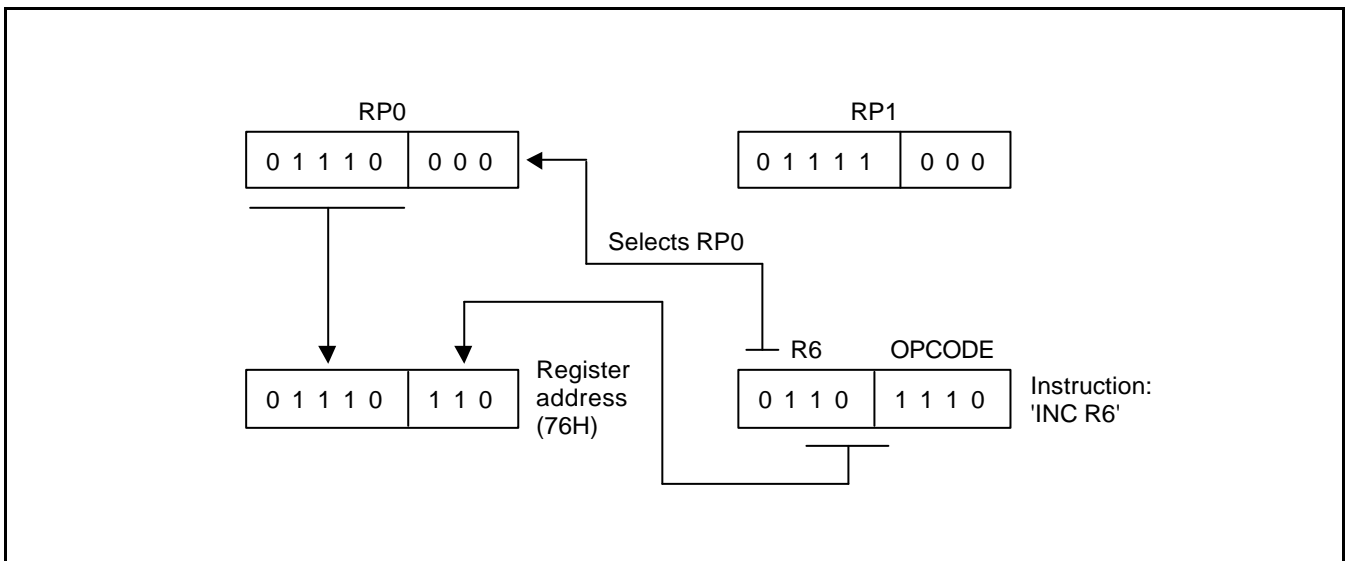 RP0 RP1
0 1 1 1 0 0 0 0 0 1 1 1 1 0 0 0
Selects RP0
R6 OPCODE
0 1 1 1 0 1 1 0 Register address (76H) 0 1 1 0 1 1 1 0 Instruction: 'INC R6'